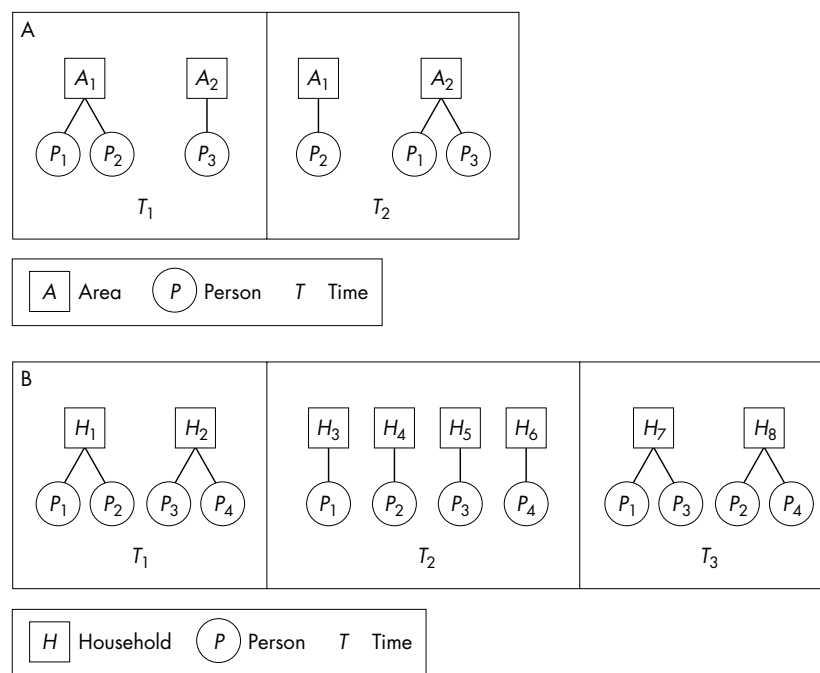 A
A1 A2 A1 A2
P1 P2 P3 P2 P1 P3
T1 T2
A Area P Person T Time
B
H1 H2 H3 H4 H5 H6 H7 H8
P1 P2 P3 P4 P1 P2 P3 P4 P1 P3 P2 P4
T1 T2 T3
H Household P Person T Time